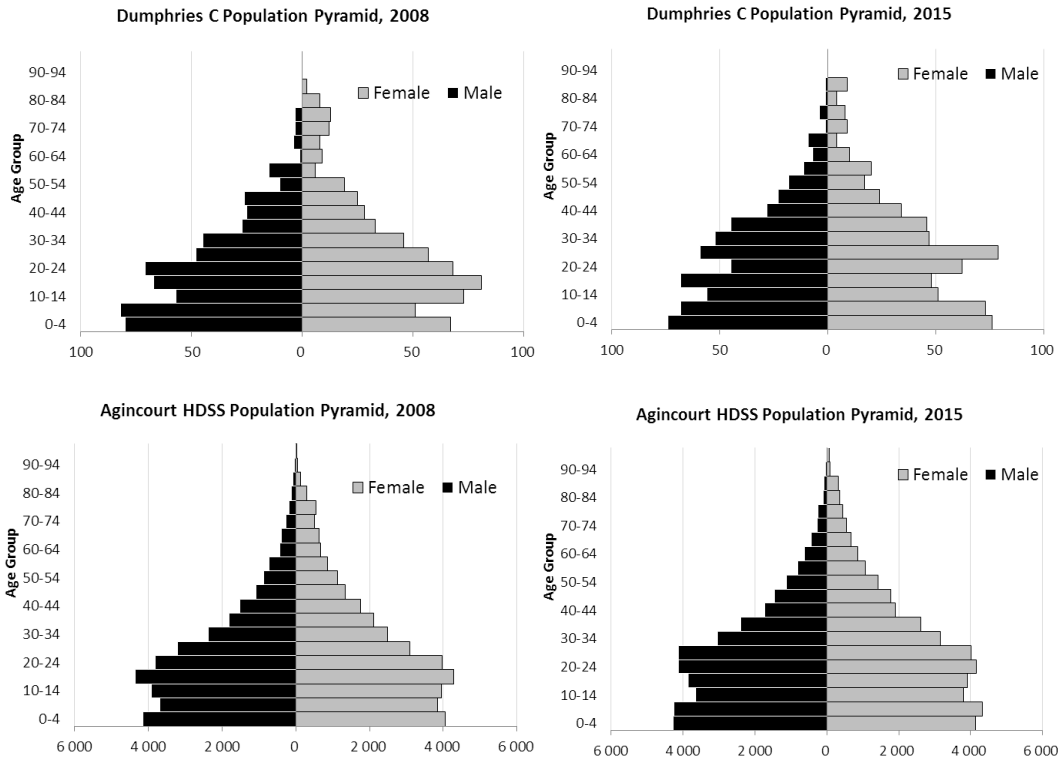 Dumphries C Population Pyramid, 2008
Age Group
90-94
80-84
70-74
60-64
50-54
40-44
30-34
20-24
10-14
0-4
Female Male
100 50 0 50 100
Dumphries C Population Pyramid, 2015
Age Group
90-94
80-84
70-74
60-64
50-54
40-44
30-34
20-24
10-14
0-4
Female Male
100 50 0 50 100
Agincourt HDSS Population Pyramid, 2008
Age Group
90-94
80-84
70-74
60-64
50-54
40-44
30-34
20-24
10-14
0-4
Female Male
6 000 4 000 2 000 0 2 000 4 000 6 000
Agincourt HDSS Population Pyramid, 2015
Age Group
90-94
80-84
70-74
60-64
50-54
40-44
30-34
20-24
10-14
0-4
Female Male
6 000 4 000 2 000 0 2 000 4 000 6 000